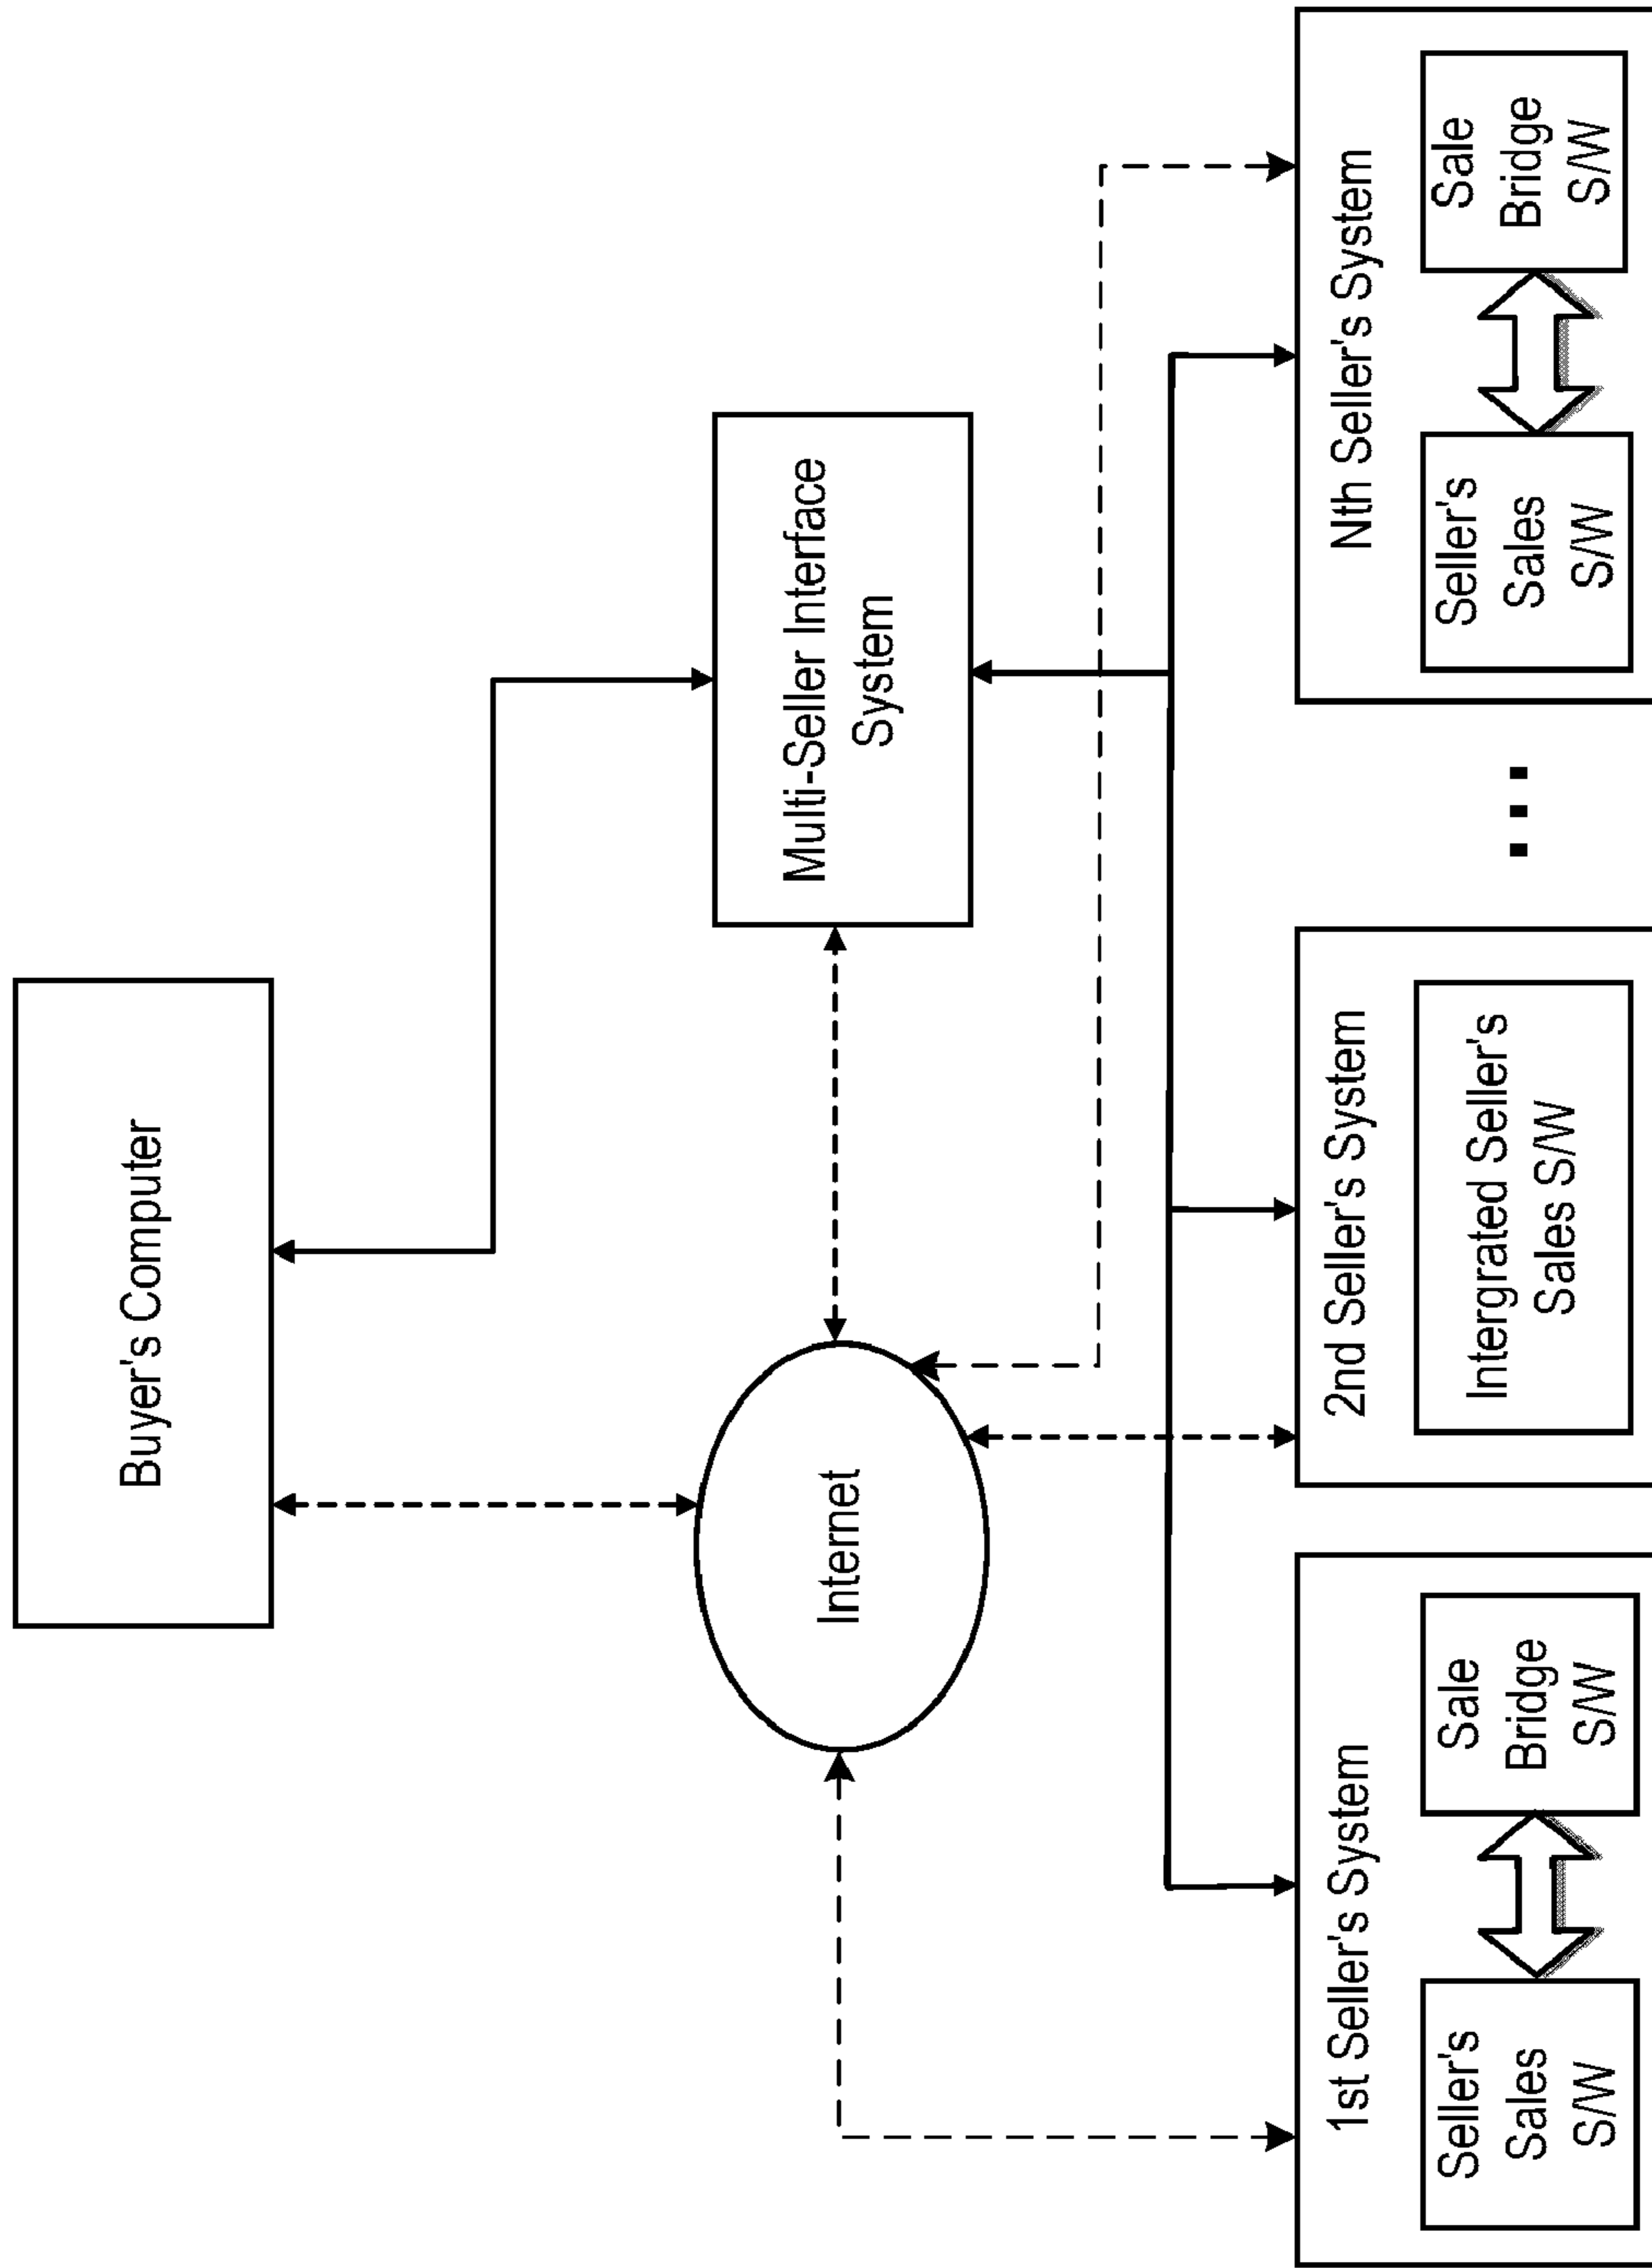 Buyer's Computer
Internet
Multi-Seller Interface
System
1st Seller's System
Seller's
Sales
S/W
Sale
Bridge
S/W
2nd Seller's System
Intergrated Seller's
Sales S/W
...
Nth Seller's System
Seller's
Sales
S/W
Sale
Bridge
S/W